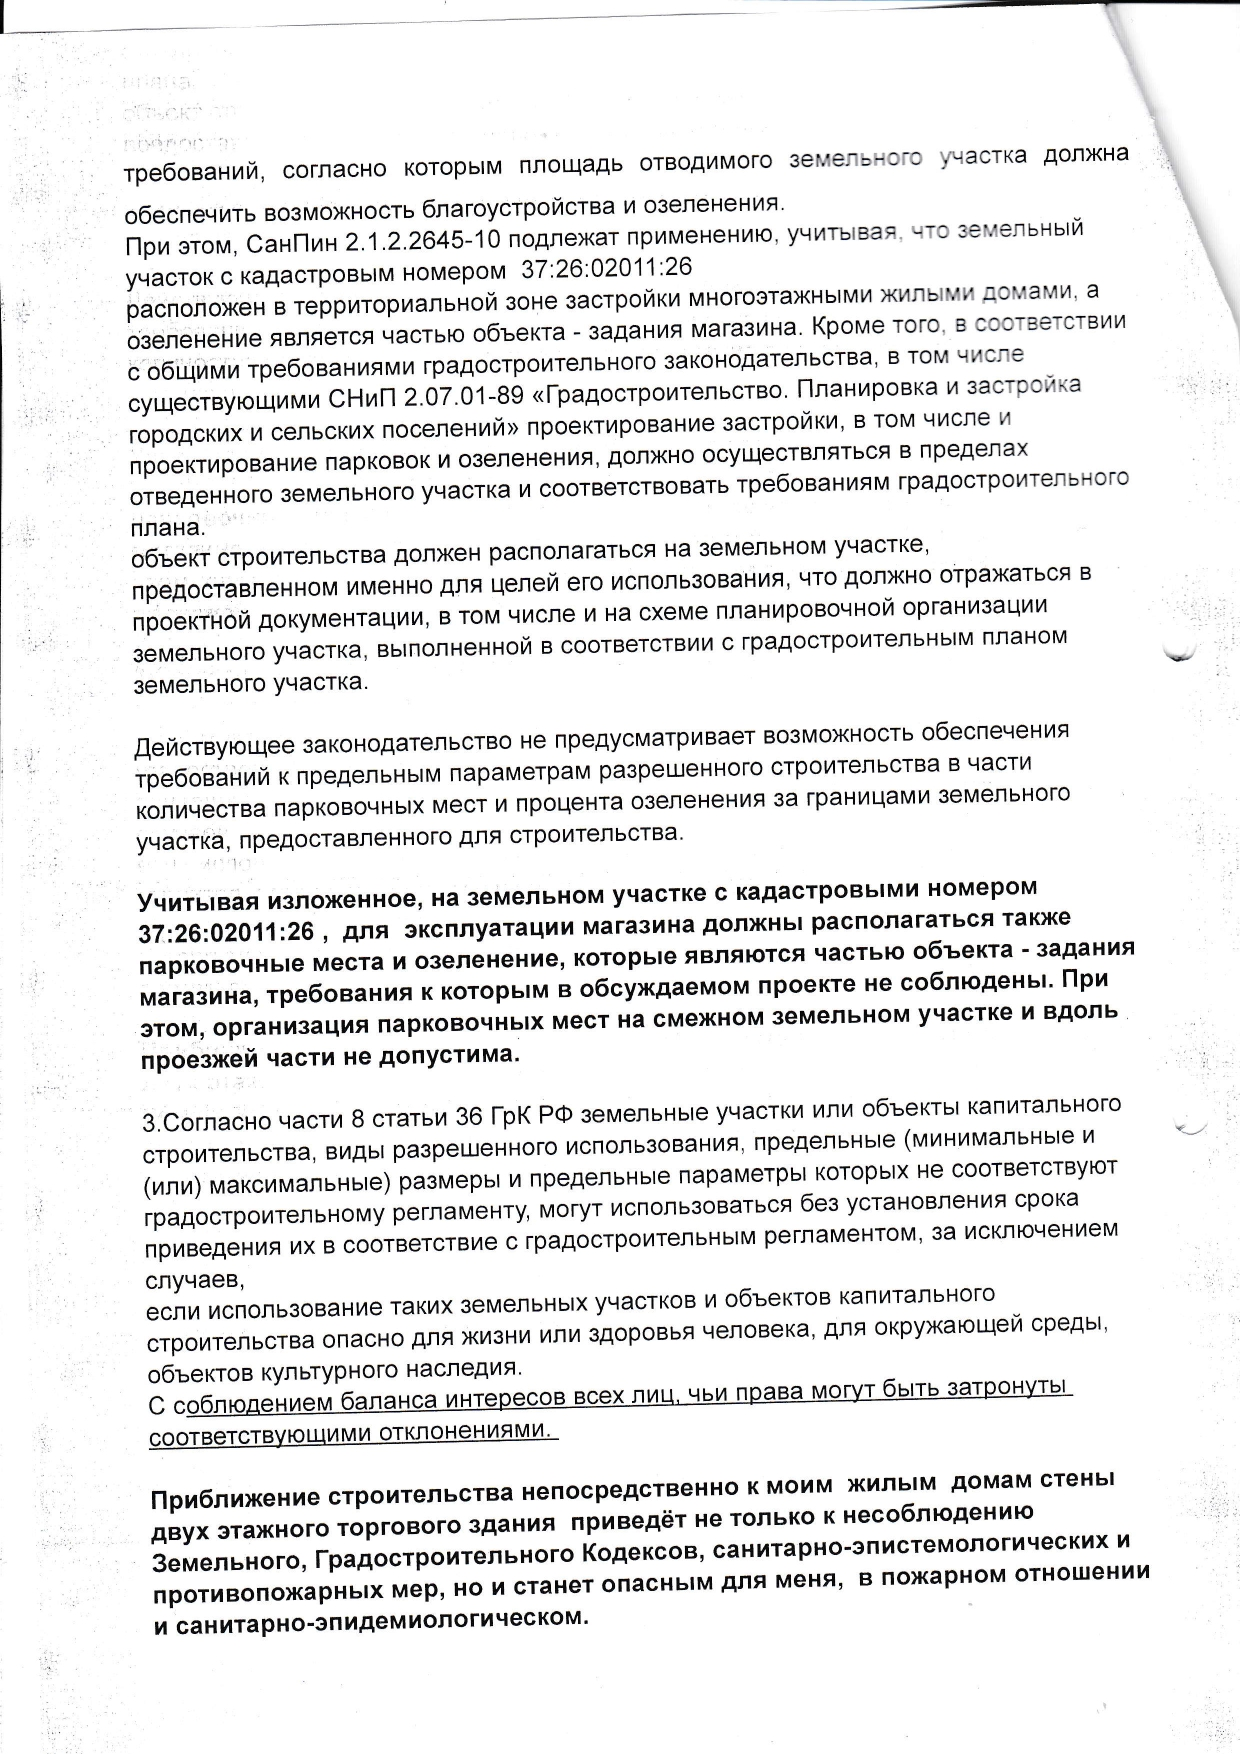 требований, согласно которым площадь отводимого земельного участка должна
обеспечить возможность благоустройства и озеленения.
При этом, СанПин 2.1.2.2645-10 подлежат применению, учитывая, что земельный
участок с кадастровым номером 37:26:02011:26
расположен в территориальной зоне застройки многоэтажными жилыми домами, а
озеленение является частью объекта - задания магазина. Кроме того, в соответствии
с общими требованиями градостроительного законодательства, в том числе
существующими СНиП 2.07.01-89 «Градостроительство. Планировка и застройка
городских и сельских поселений» проектирование застройки, в том числе и
проектирование парковок и озеленения, должно осуществляться в пределах
отведенного земельного участка и соответствовать требованиям градостроительного
плана.
объект строительства должен располагаться на земельном участке,
предоставленном именно для целей его использования, что должно отражаться в
проектной документации, в том числе и на схеме планировочной организации
земельного участка, выполненной в соответствии с градостроительным планом
земельного участка.
Действующее законодательство не предусматривает возможность обеспечения
требований к предельным параметрам разрешенного строительства в части
количества парковочных мест и процента озеленения за границами земельного
участка, предоставленного для строительства.
Учитывая изложенное, на земельном участке с кадастровыми номером
37:26:02011:26 , для эксплуатации магазина должны располагаться также
парковочные места и озеленение, которые являются частью объекта - задания
магазина, требования к которым в обсуждаемом проекте не соблюдены. При
этом, организация парковочных мест на смежном земельном участке и вдоль
проезжей части не допустима.
3.Согласно части 8 статьи 36 ГрК РФ земельные участки или объекты капитального
строительства, виды разрешенного использования, предельные (минимальные и
(или) максимальные) размеры и предельные параметры которых не соответствуют
градостроительному регламенту, могут использоваться без установления срока
приведения их в соответствие с градостроительным регламентом, за исключением
случаев,
если использование таких земельных участков и объектов капитального
строительства опасно для жизни или здоровья человека, для окружающей среды,
объектов культурного наследия.
С соблюдением баланса интересов всех лиц, чьи права могут быть затронуты
соответствующими отклонениями.
Приближение строительства непосредственно к моим жилым домам стены
двух этажного торгового здания приведёт не только к несоблюдению
Земельного, Градостроительного Кодексов, санитарно-эпистемологических и
противопожарных мер, но и станет опасным для меня, в пожарном отношении
и санитарно-эпидемиологическом.